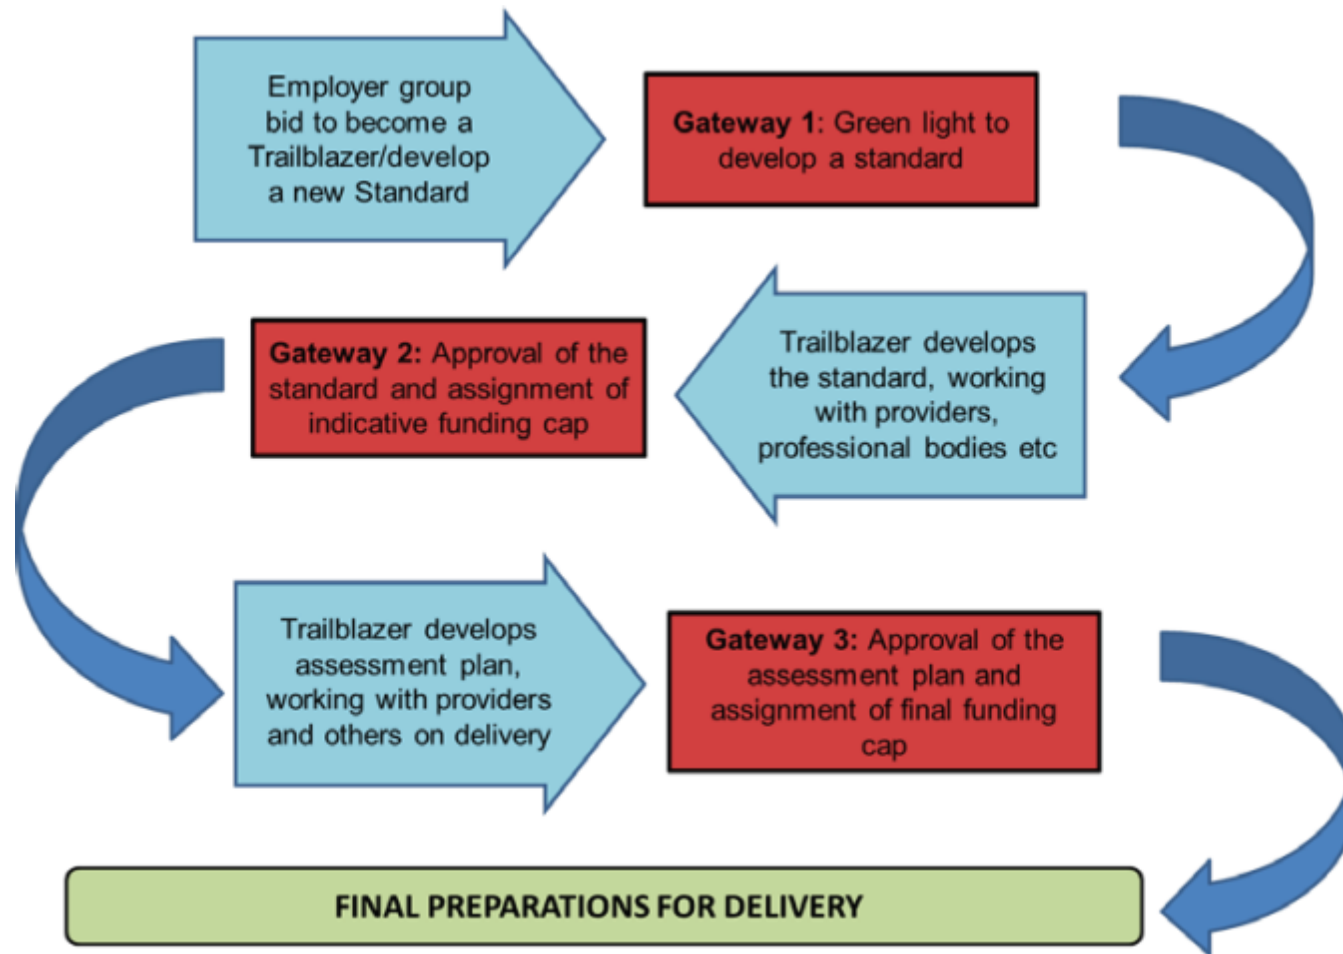 Employer group
bid to become a
Trailblazer/develop
a new Standard
Gateway 1: Green light to
develop a standard
Trailblazer develops
the standard, working
with providers,
professional bodies etc
Gateway 2: Approval of the
standard and assignment of
indicative funding cap
Trailblazer develops
assessment plan,
working with providers
and others on delivery
Gateway 3: Approval of the
assessment plan and
assignment of final funding
cap
FINAL PREPARATIONS FOR DELIVERY